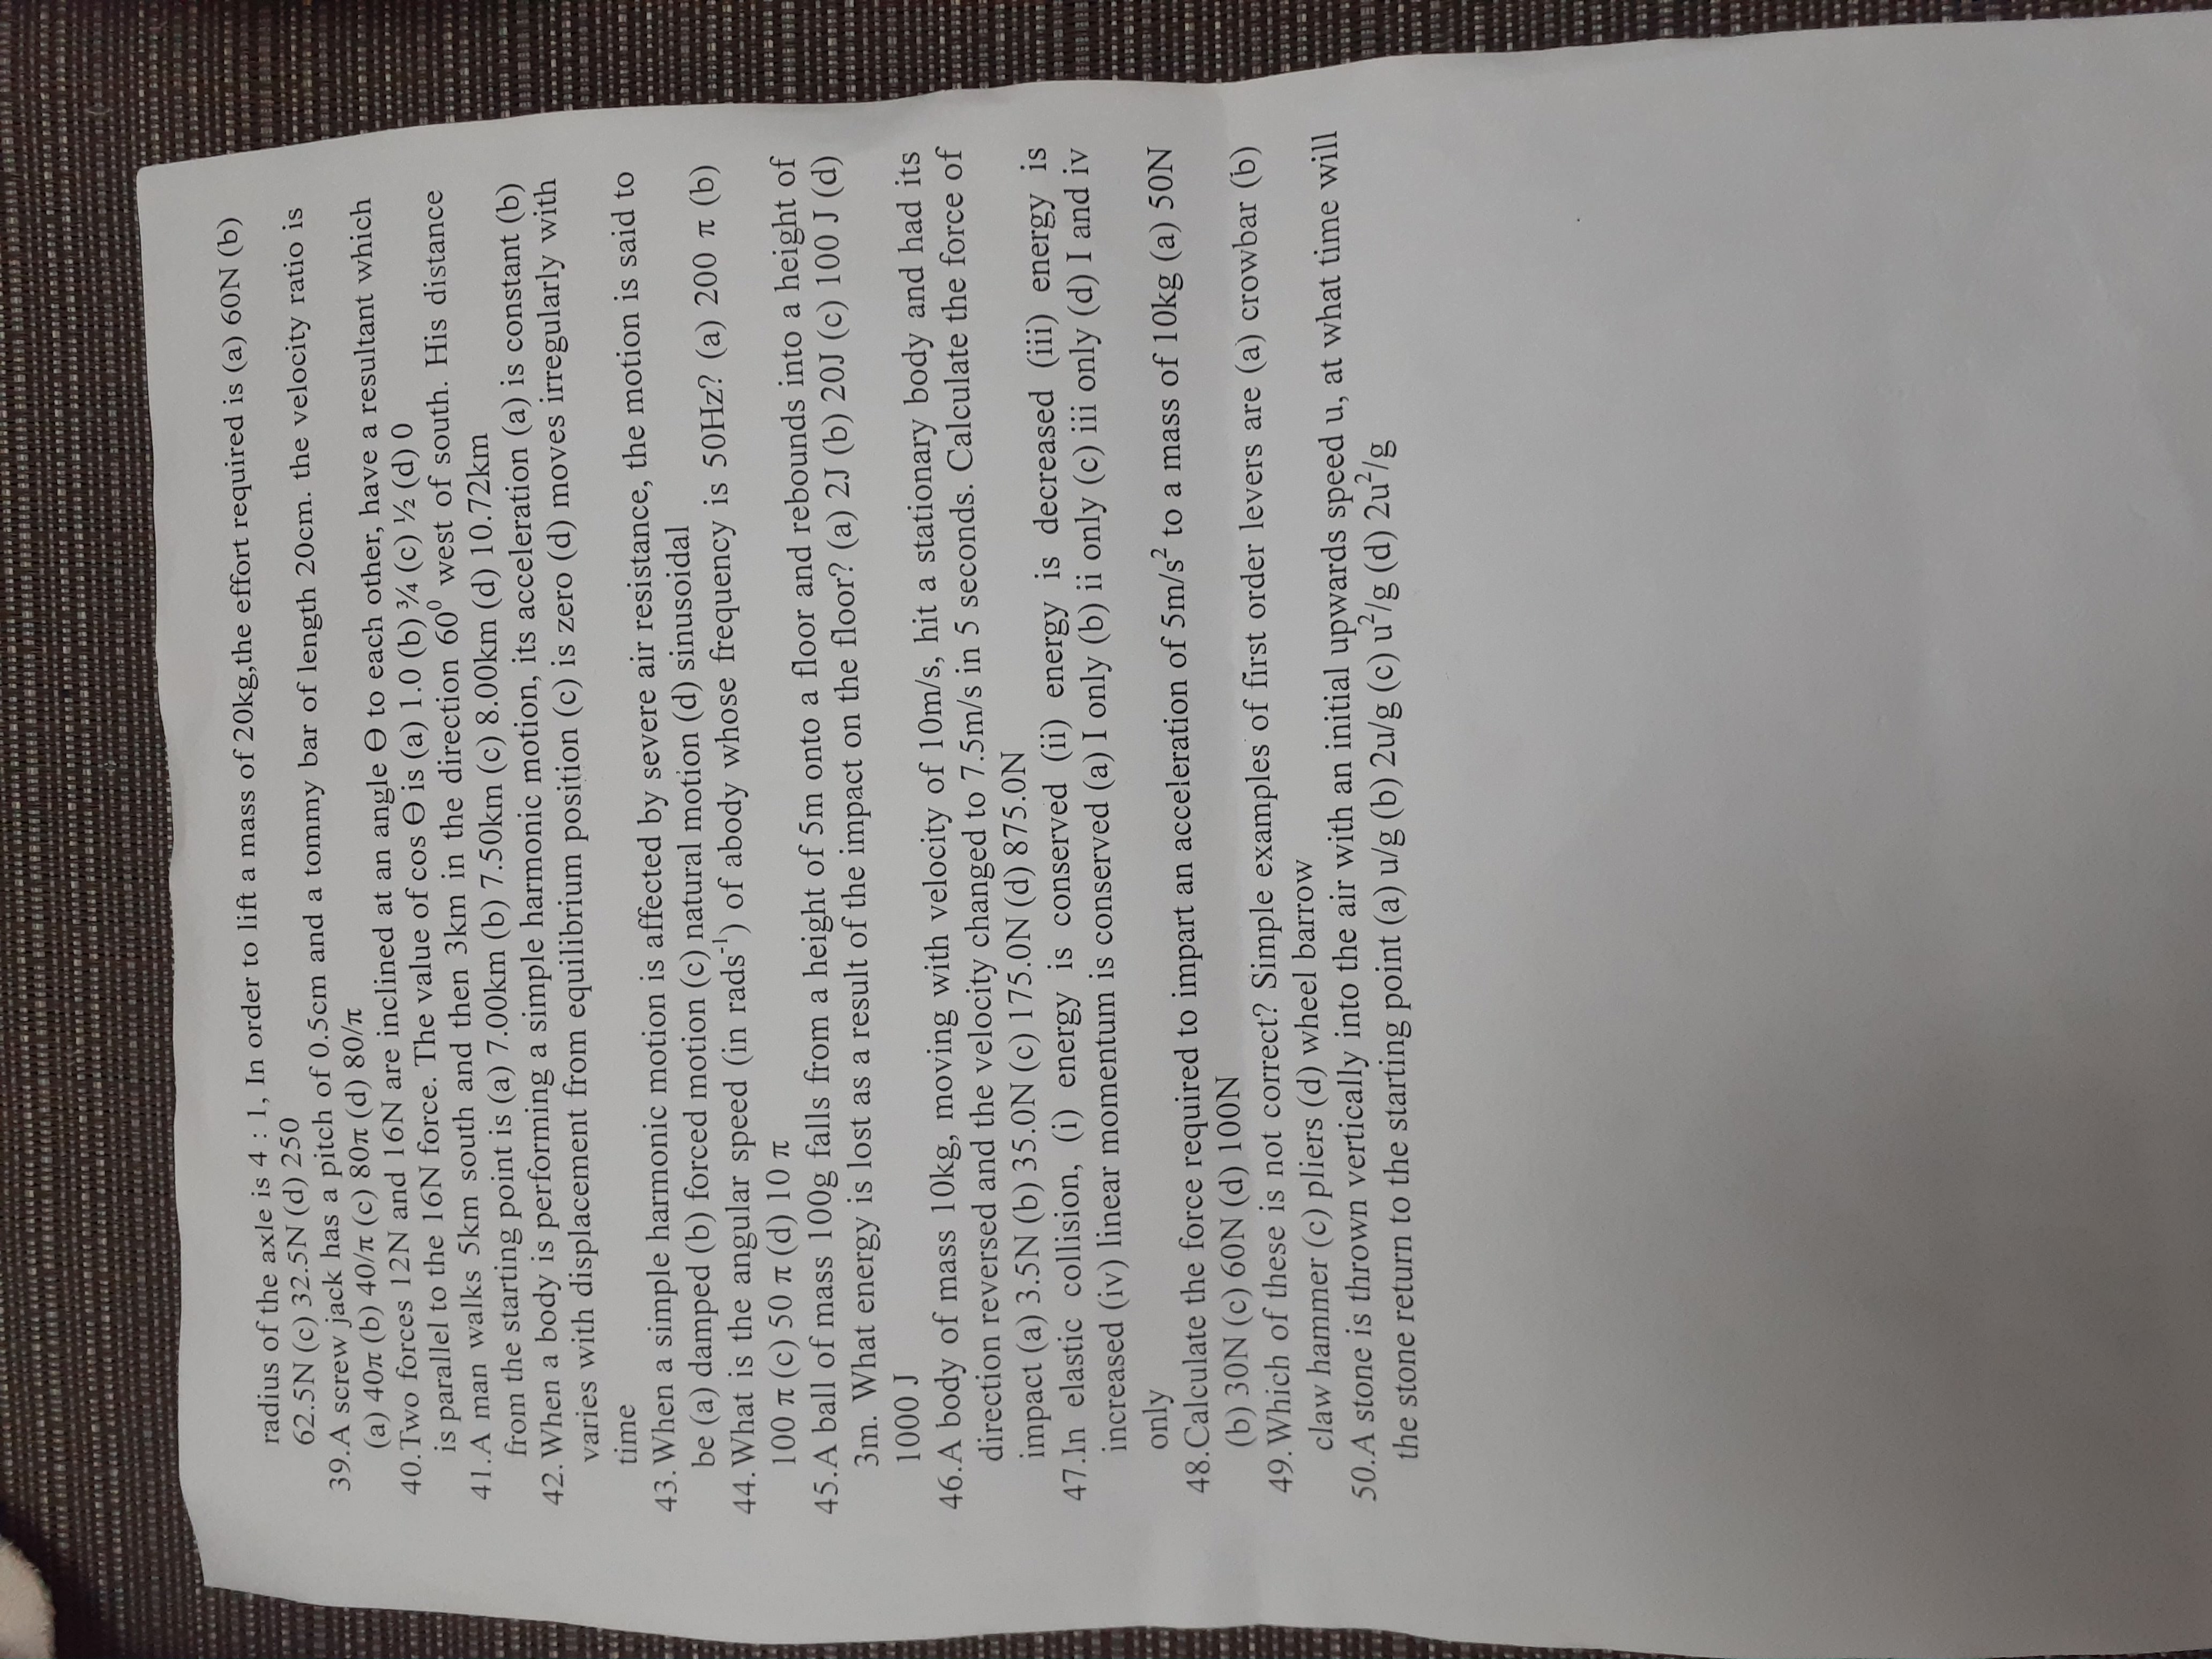 radius of the axle is 4 : 1, In order to lift a mass of 20kg,the effort required is (a) 60N (b)
62.5N (c) 32.5N (d) 250
39.A screw jack has a pitch of 0.5cm and a tommy bar of length 20cm. the velocity ratio is
(a) 40π (b) 40/π (c) 80π (d) 80/π
40.Two forces 12N and 16N are inclined at an angle Ɵ to each other, have a resultant which
is parallel to the 16N force. The value of cos Ɵ is (a) 1.0 (b) ¾ (c) ½ (d) 0
41.A man walks 5km south and then 3km in the direction 60⁰ west of south. His distance
from the starting point is (a) 7.00km (b) 7.50km (c) 8.00km (d) 10.72km
42.When a body is performing a simple harmonic motion, its acceleration (a) is constant (b)
varies with displacement from equilibrium position (c) is zero (d) moves irregularly with
time
43.When a simple harmonic motion is affected by severe air resistance, the motion is said to
be (a) damped (b) forced motion (c) natural motion (d) sinusoidal
44.What is the angular speed (in rads⁻¹) of abody whose frequency is 50Hz? (a) 200 π (b)
100 π (c) 50 π (d) 10 π
45.A ball of mass 100g falls from a height of 5m onto a floor and rebounds into a height of
3m. What energy is lost as a result of the impact on the floor? (a) 2J (b) 20J (c) 100 J (d)
1000 J
46.A body of mass 10kg, moving with velocity of 10m/s, hit a stationary body and had its
direction reversed and the velocity changed to 7.5m/s in 5 seconds. Calculate the force of
impact (a) 3.5N (b) 35.0N (c) 175.0N (d) 875.0N
47.In elastic collision, (i) energy is conserved (ii) energy is decreased (iii) energy is
increased (iv) linear momentum is conserved (a) I only (b) ii only (c) iii only (d) I and iv
only
48.Calculate the force required to impart an acceleration of 5m/s² to a mass of 10kg (a) 50N
(b) 30N (c) 60N (d) 100N
49.Which of these is not correct? Simple examples of first order levers are (a) crowbar (b)
claw hammer (c) pliers (d) wheel barrow
50.A stone is thrown vertically into the air with an initial upwards speed u, at what time will
the stone return to the starting point (a) u/g (b) 2u/g (c) u²/g (d) 2u²/g